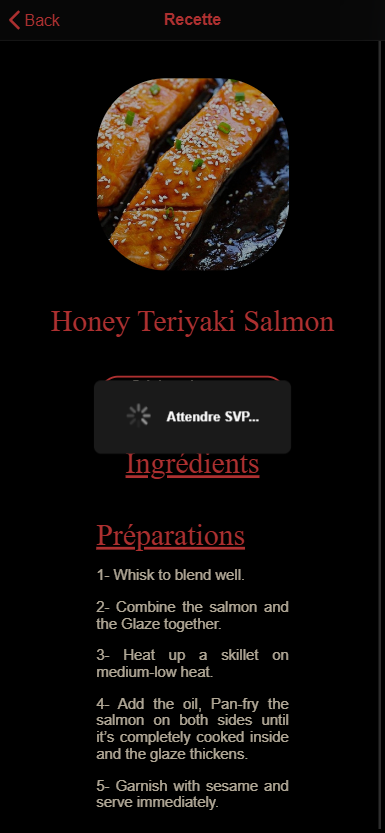 Back
Recette
Honey Teriyaki Salmon
Attendre SVP...
Ingrédients
Préparations
1- Whisk to blend well.
2- Combine the salmon and
the Glaze together.
3- Heat up a skillet on
medium-low heat.
4- Add the oil, Pan-fry the
salmon on both sides until
it’s completely cooked inside
and the glaze thickens.
5- Garnish with sesame and
serve immediately.